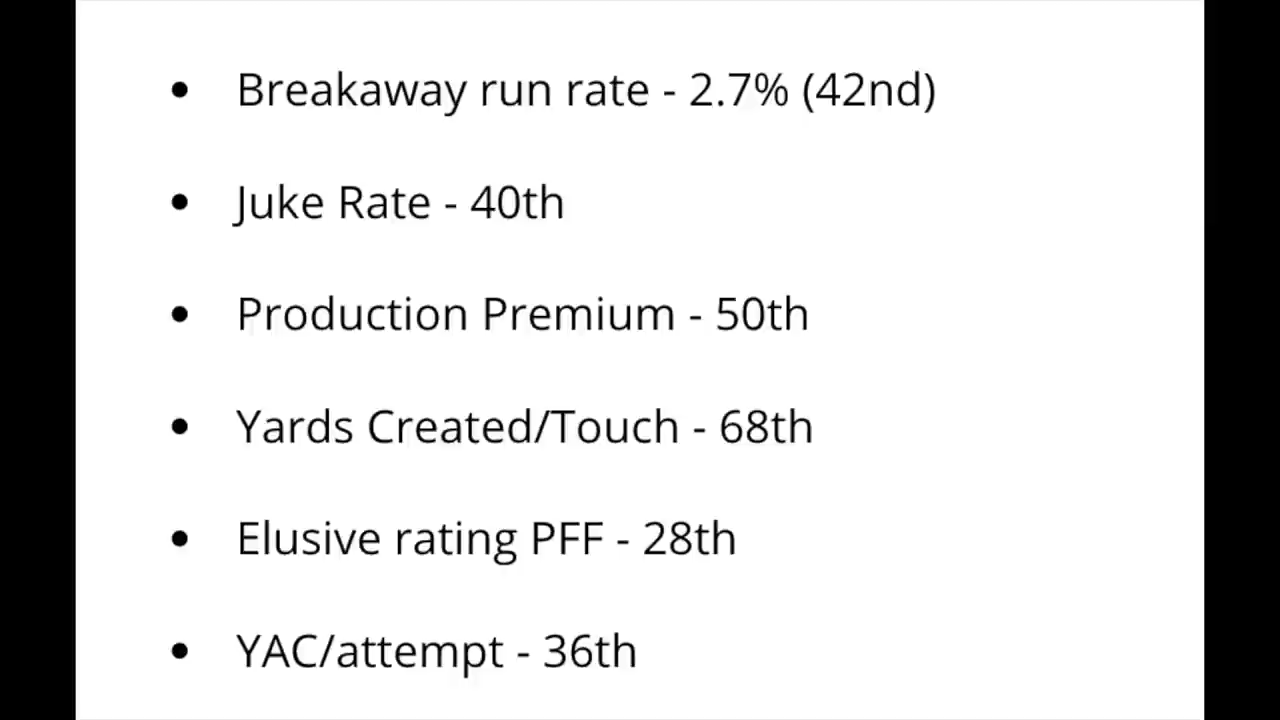 • Breakaway run rate - 2.7% (42nd)
• Juke Rate - 40th
• Production Premium - 50th
• Yards Created/Touch - 68th
• Elusive rating PFF - 28th
• YAC/attempt - 36th